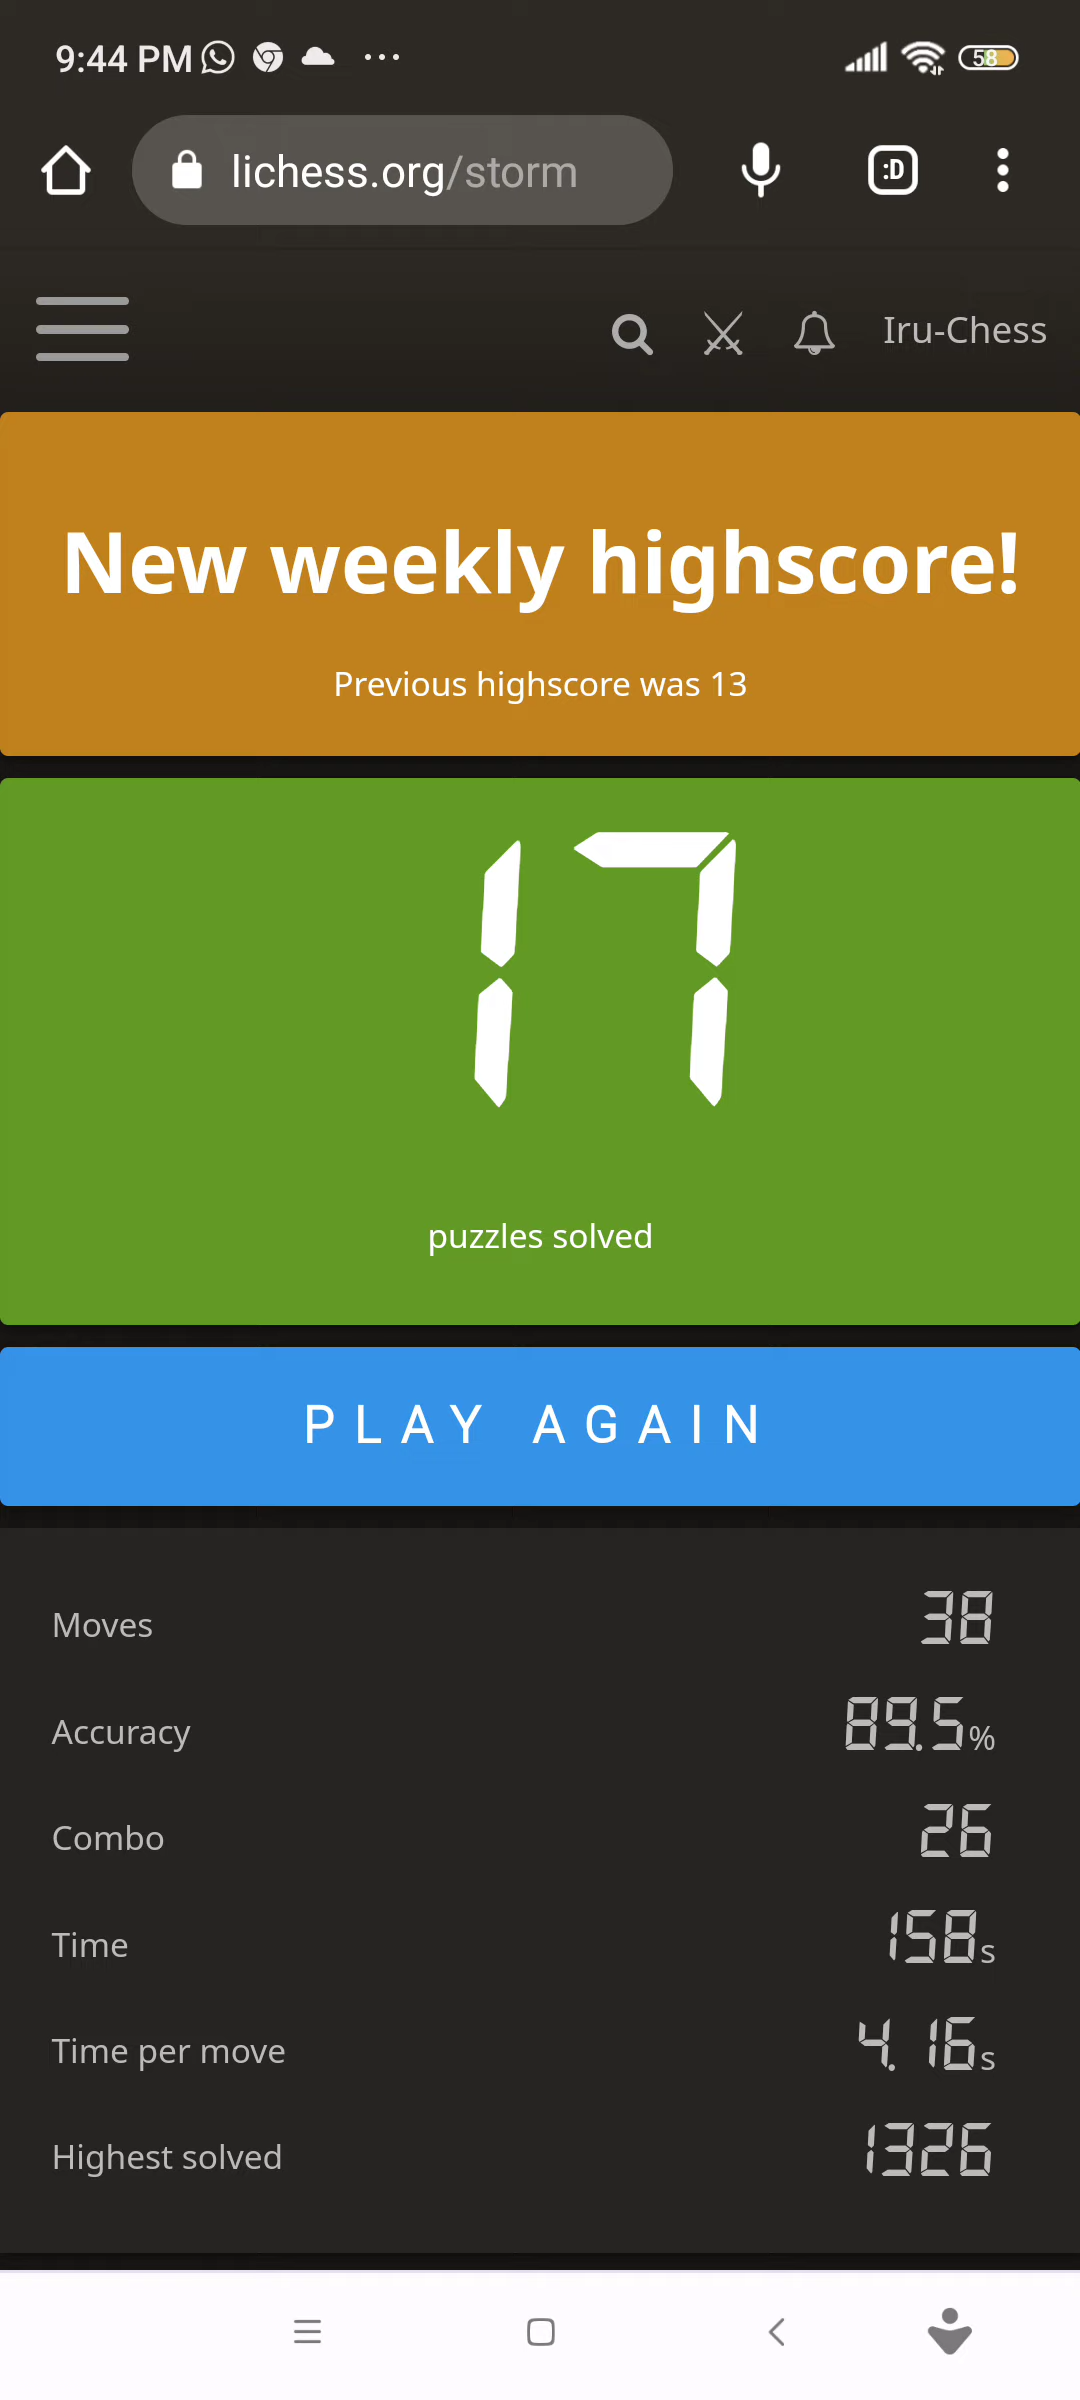 9:44 PM
58
lichess.org/storm
:D
Iru-Chess
New weekly highscore!
Previous highscore was 13
17
puzzles solved
PLAY AGAIN
Moves 38
Accuracy 89.5%
Combo 26
Time 158s
Time per move 4.16s
Highest solved 1326